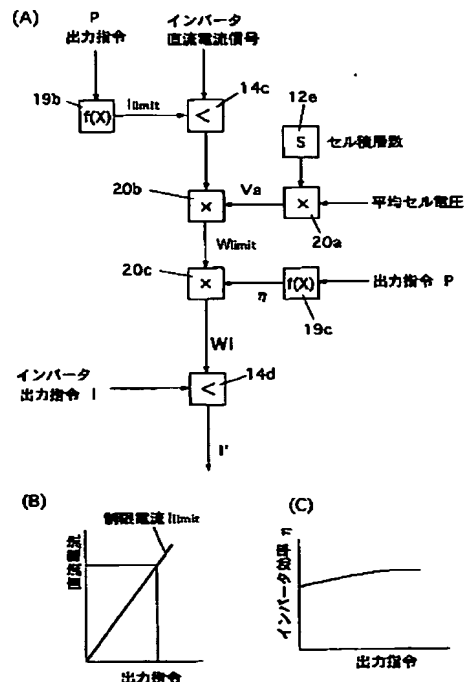 (A)
P
出力指令
インバータ
直流電流信号
19b
f(X)
Ilimit
<
14c
12e
S
セル積層数
20b
×
Va
×
平均セル電圧
20a
Wlimit
20c
×
η
f(X)
出力指令 P
19c
Wi
インバータ
出力指令 I
<
14d
I'
(B)
制限電流 Ilimit
直流電流
出力指令
(C)
インバータ効率 η
出力指令